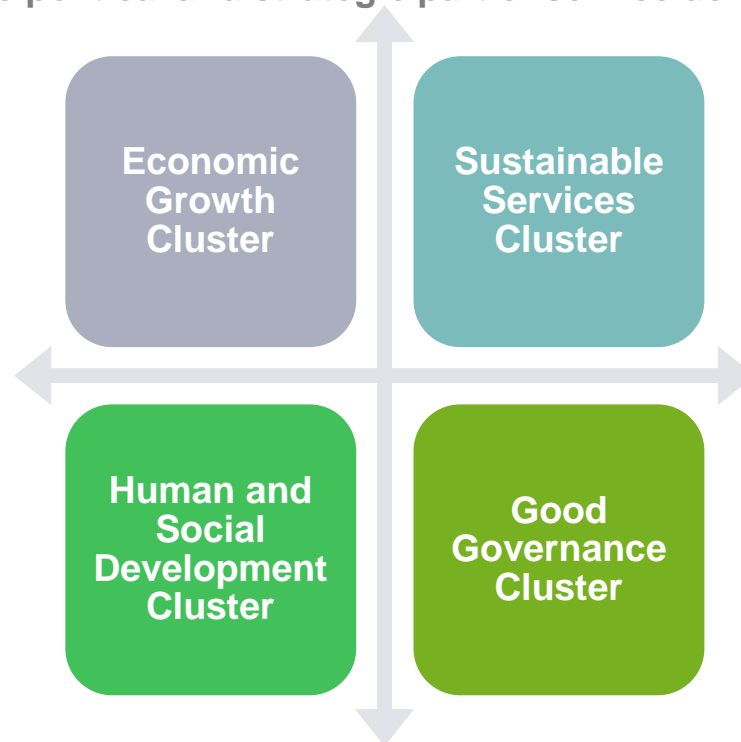 Economic
Growth
Cluster
Sustainable
Services
Cluster
Human and
Social
Development
Cluster
Good
Governance
Cluster